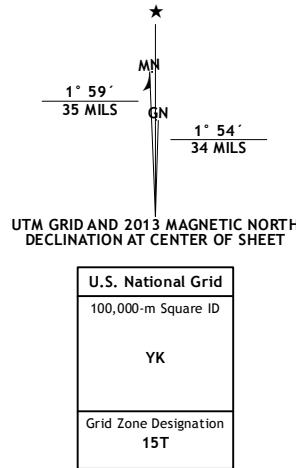 ★
MN
GN
1° 59´
35 MILS
1° 54´
34 MILS
UTM GRID AND 2013 MAGNETIC NORTH
DECLINATION AT CENTER OF SHEET
U.S. National Grid
100,000-m Square ID
YK
Grid Zone Designation
15T